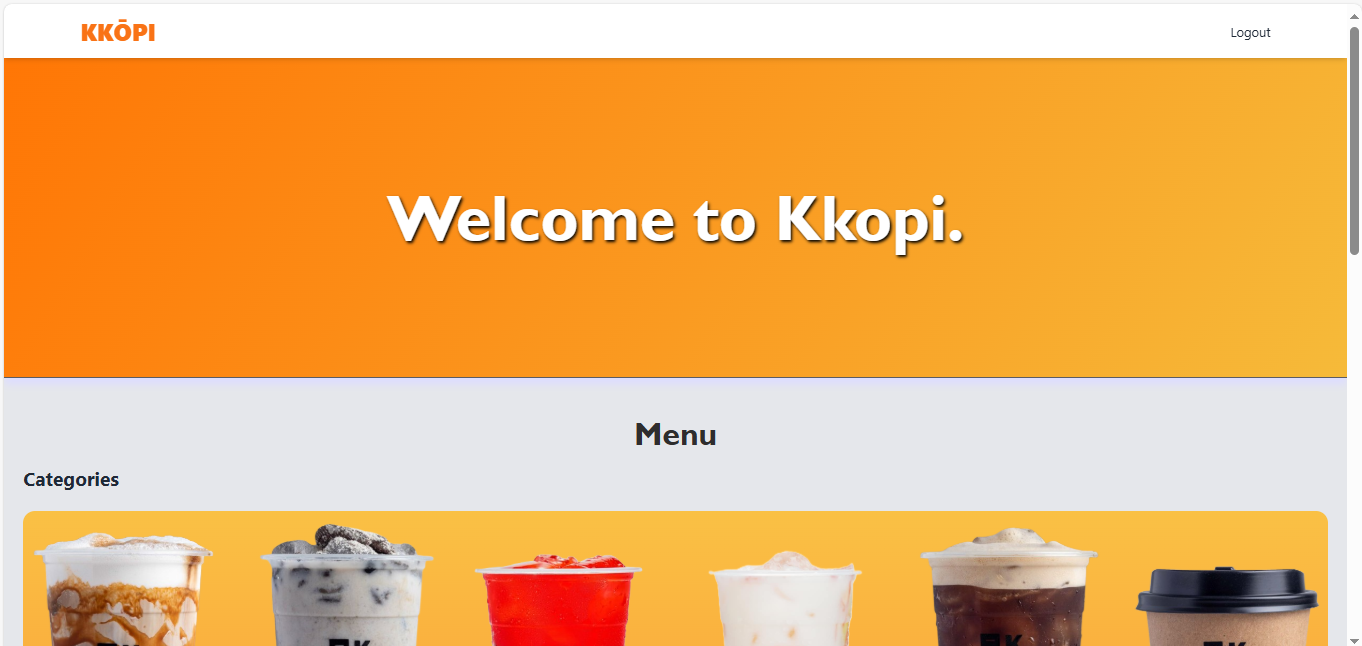 KKŌPI
Logout
Welcome to Kkopi.
Menu
Categories